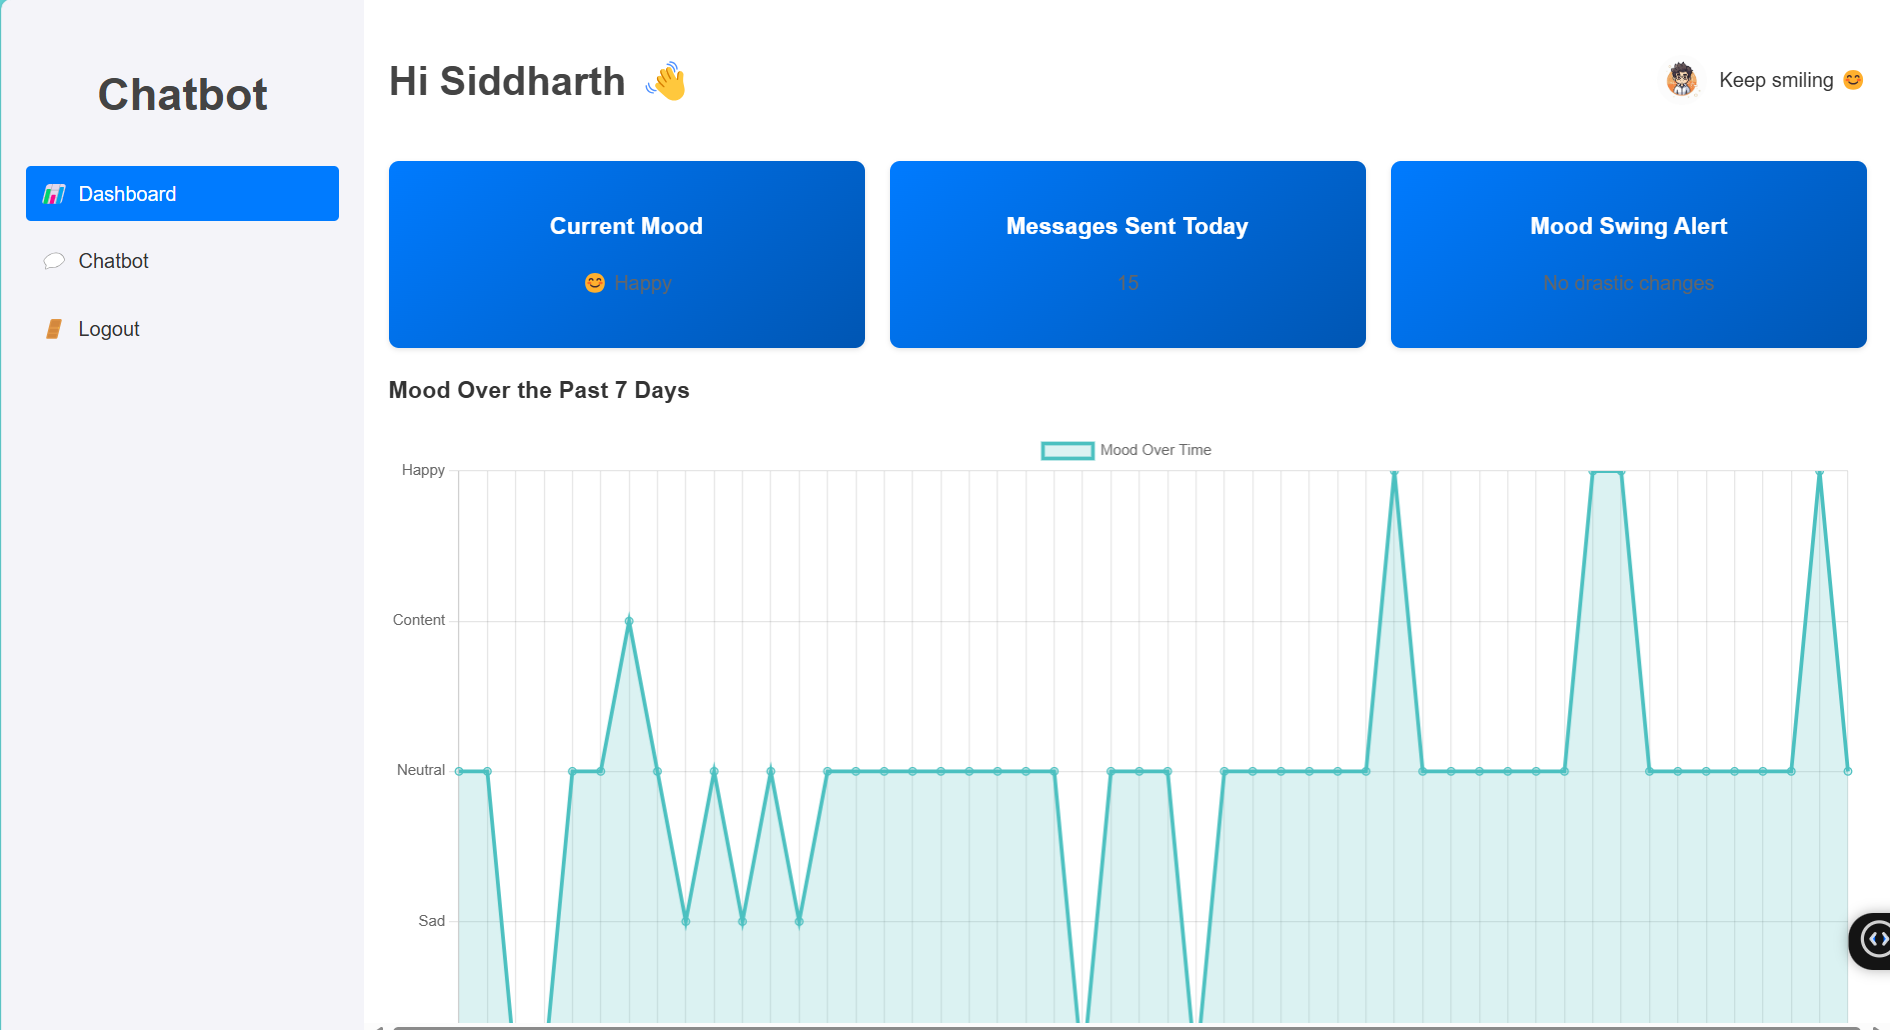 Chatbot
Dashboard
Chatbot
Logout
Hi Siddharth 👋
Keep smiling 😊
Current Mood
😊 Happy
Messages Sent Today
15
Mood Swing Alert
No drastic changes
Mood Over the Past 7 Days
Mood Over Time
Happy
Content
Neutral
Sad